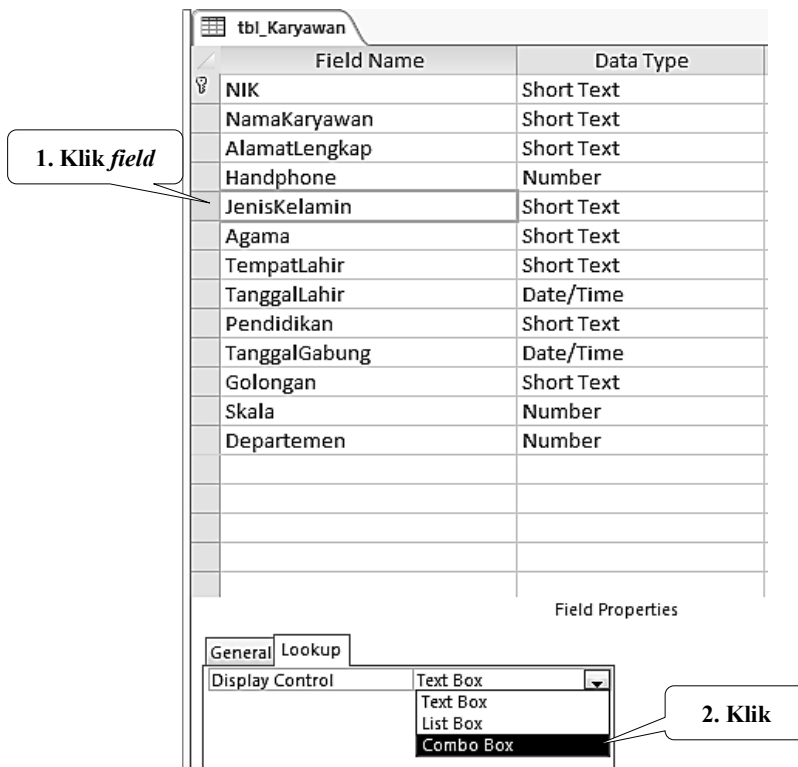 tbl_Karyawan
Field Name Data Type
NIK Short Text
NamaKaryawan Short Text
1. Klik field
AlamatLengkap Short Text
Handphone Number
JenisKelamin Short Text
Agama Short Text
TempatLahir Short Text
TanggalLahir Date/Time
Pendidikan Short Text
TanggalGabung Date/Time
Golongan Short Text
Skala Number
Departemen Number
Field Properties
General Lookup
Display Control Text Box
Text Box
List Box
Combo Box
2. Klik